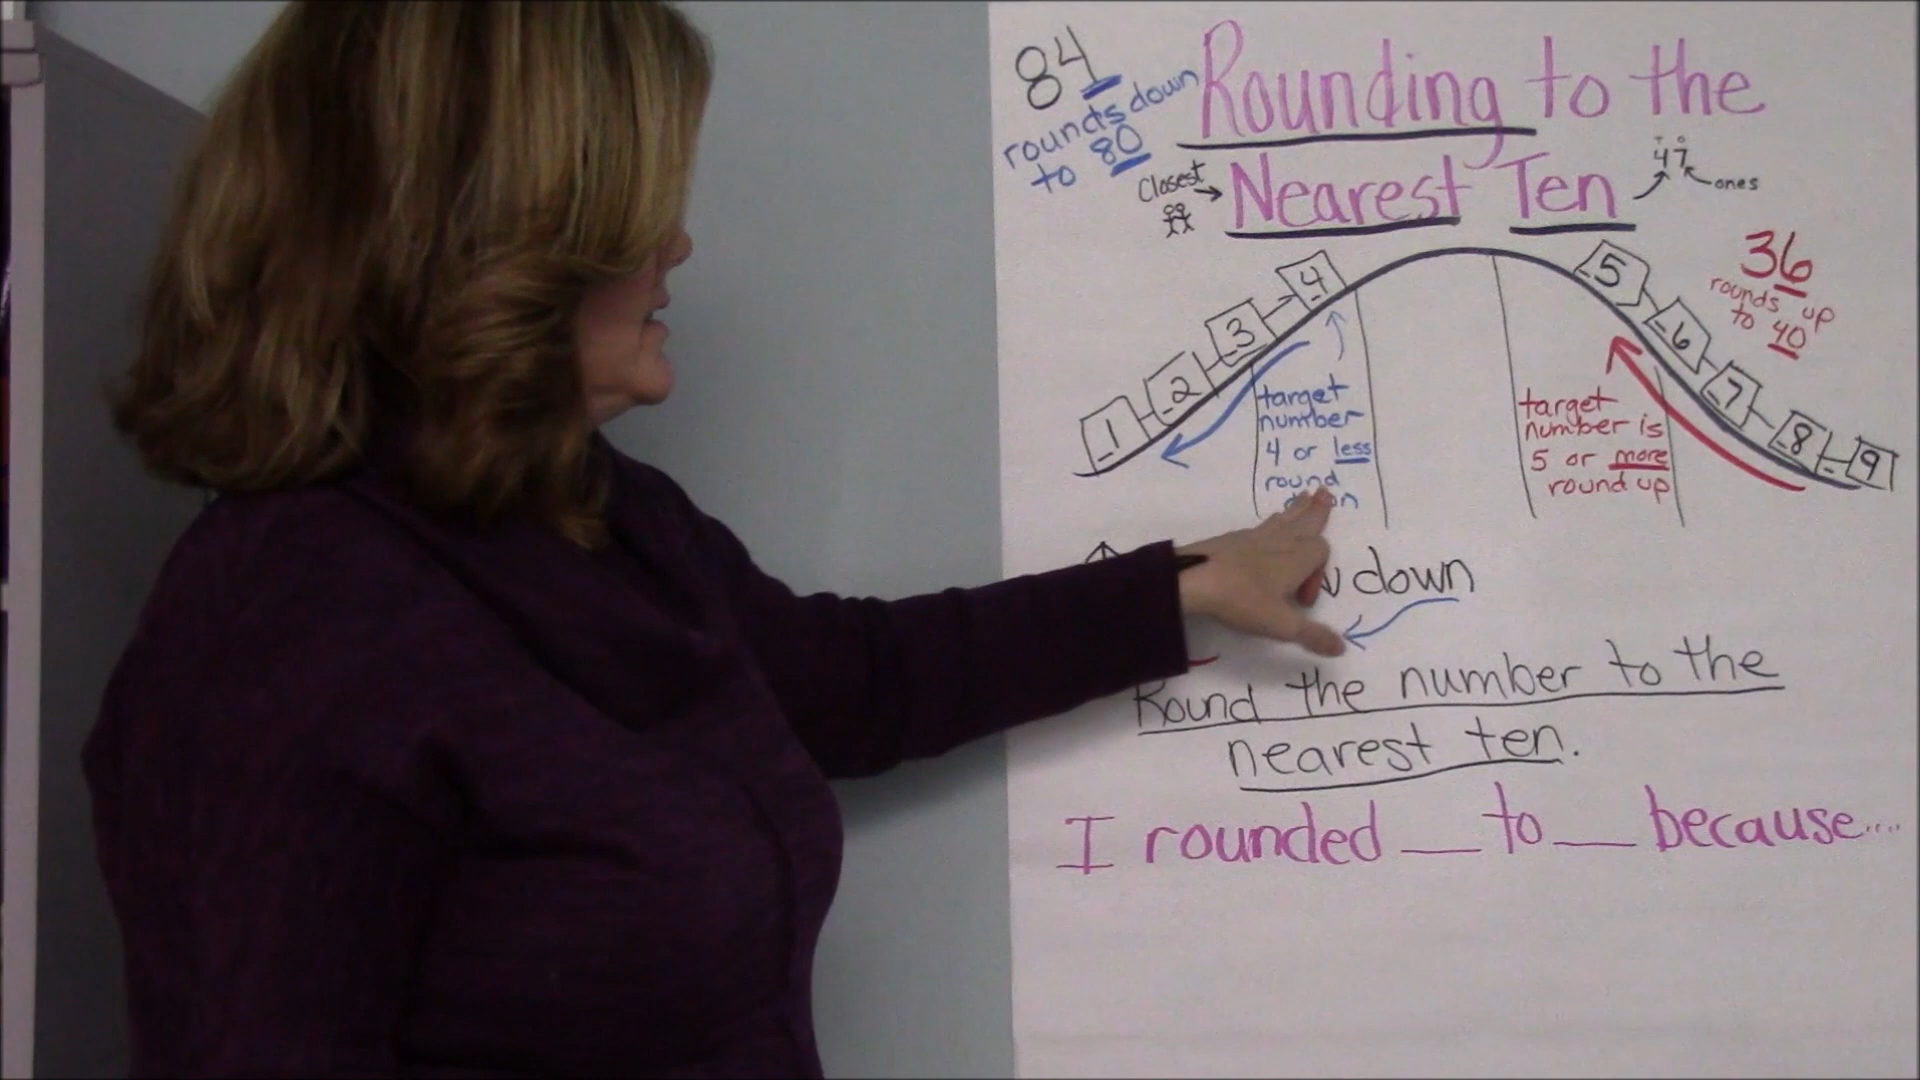 84
rounds down
to 80
Rounding to the
Closest
Nearest Ten
T O
47
ones
36
rounds up
to 40
1
2
3
4
5
6
7
8
9
target
number
4 or less
round
target
number is
5 or more
round up
down
Round the number to the
nearest ten.
I rounded __ to __ because....